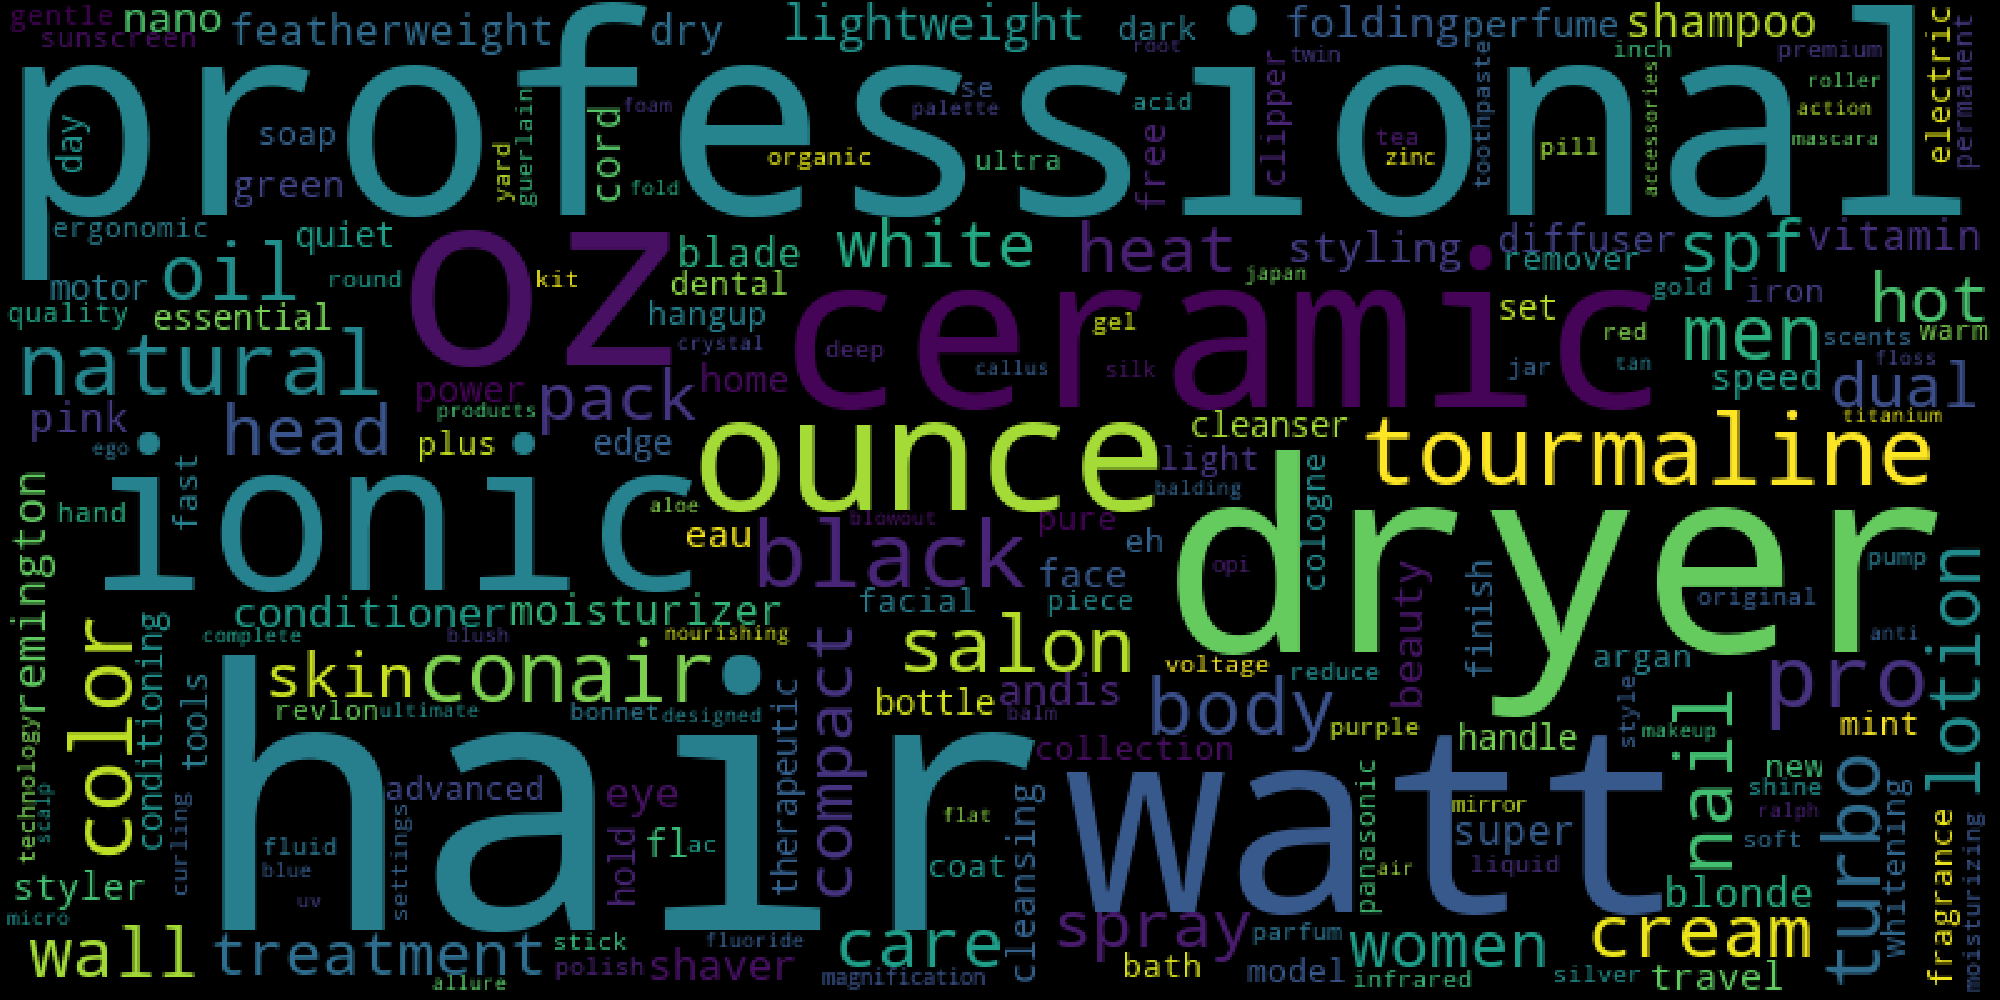 gentle
nano
sunscreen
featherweight
dry
lightweight
dark
root
folding
perfume
shampoo
inch
premium
electric
permanent
professional
day
soap
green
yard
guerlain
cord
foam
fold
organic
palette
se
ultra
acid
free
clipper
twin
tea
zinc
toothpaste
pill
accessories
roller
action
mascara
ergonomic
quiet
motor
oil
round
quality
essential
oz
kit
blade
dental
hangup
crystal
white
heat
japan
styling
diffuser
remover
spf
vitamin
gold
iron
hot
ceramic
gel
deep
callus
silk
set
red
jar
tan
men
scents
warm
floss
speed
dual
titanium
natural
power
products
pack
home
pink
head
ego
plus
edge
ounce
cleanser
light
balding
cologne
tourmaline
ionic
hand
fast
aloe
eau
black
blowout
pure
eh
face
facial
piece
opi
dryer
pump
original
anti
beauty
finish
remington
conditioner
moisturizer
complete
blush
nourishing
color
conditioning
tools
skin
conair
revlon
ultimate
bonnet
designed
therapeutic
compact
salon
bottle
andis
balm
voltage
reduce
body
purple
argan
style
makeup
handle
pro
mint
lotion
nail
technology
scalp
curling
hair
advanced
settings
fluid
blue
uv
eye
hold
fl
ac
flat
coat
collection
cleansing
watt
panasonic
air
mirror
super
liquid
new
shine
ralph
soft
turbo
whitening
fragrance
moisturizing
styler
micro
wall
treatment
stick
polish
allure
shaver
fluoride
care
magnification
spray
bath
parfum
model
women
infrared
blonde
cream
silver
travel